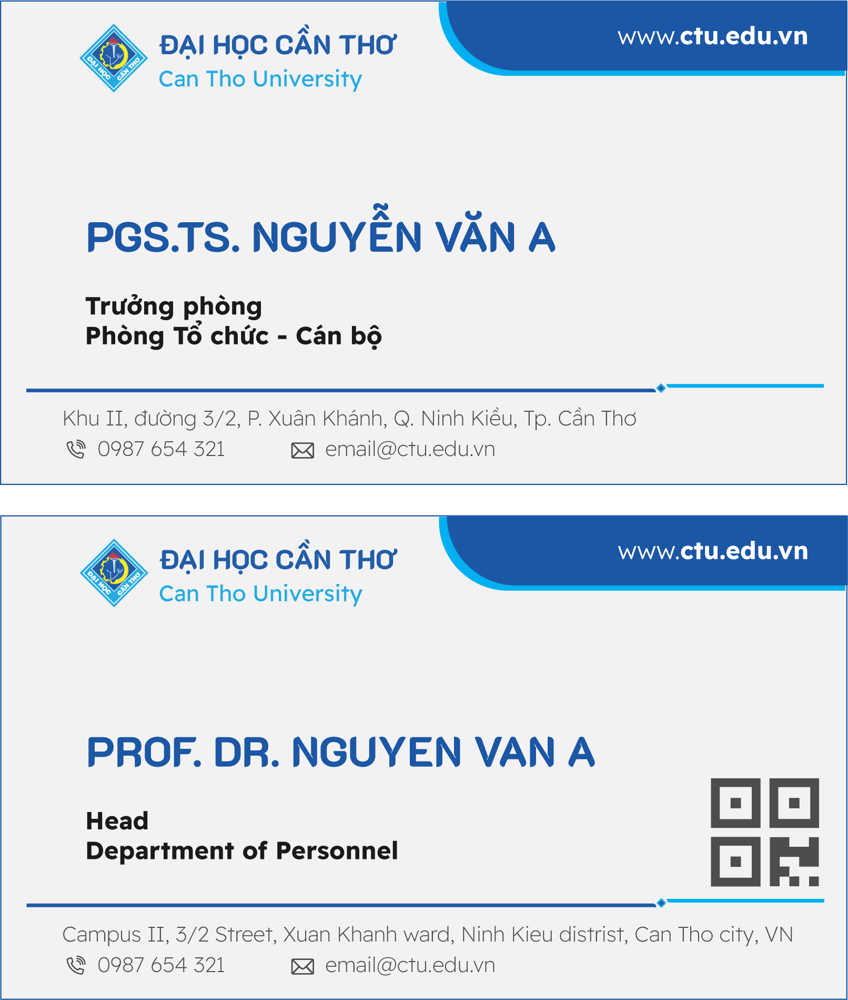 ĐẠI HỌC CẦN THƠ
Can Tho University
ĐẠI HỌC CẦN THƠ
www.ctu.edu.vn
PGS.TS. NGUYỄN VĂN A
Trưởng phòng
Phòng Tổ chức - Cán bộ
Khu II, đường 3/2, P. Xuân Khánh, Q. Ninh Kiều, Tp. Cần Thơ
0987 654 321 email@ctu.edu.vn
ĐẠI HỌC CẦN THƠ
Can Tho University
ĐẠI HỌC CẦN THƠ
www.ctu.edu.vn
PROF. DR. NGUYEN VAN A
Head
Department of Personnel
Campus II, 3/2 Street, Xuan Khanh ward, Ninh Kieu distrist, Can Tho city, VN
0987 654 321 email@ctu.edu.vn